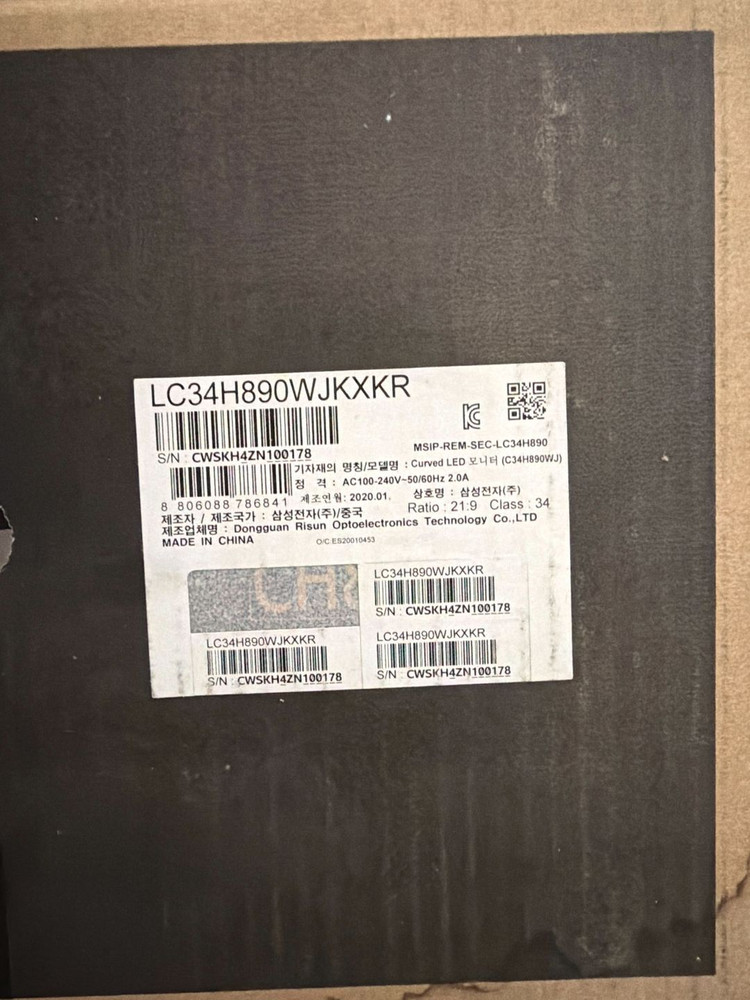 LC34H890WJKXKR
S/N : CWSKH4ZN100178
MSIP-REM-SEC-LC34H890
기자재의 명칭/모델명 : Curved LED 모니터 (C34H890WJ)
정 격 : AC100-240V~50/60Hz 2.0A
8 806088 786841
제조연월: 2020.01.
상호명 : 삼성전자(주)
제조자 / 제조국가 : 삼성전자(주)/중국
Ratio : 21:9 Class : 34
제조업체명 : Dongguan Risun Optoelectronics Technology Co.,LTD
MADE IN CHINA
O/C:ES20010453
LC34H890WJKXKR
S/N : CWSKH4ZN100178
LC34H890WJKXKR
S/N : CWSKH4ZN100178
LC34H890WJKXKR
S/N : CWSKH4ZN100178